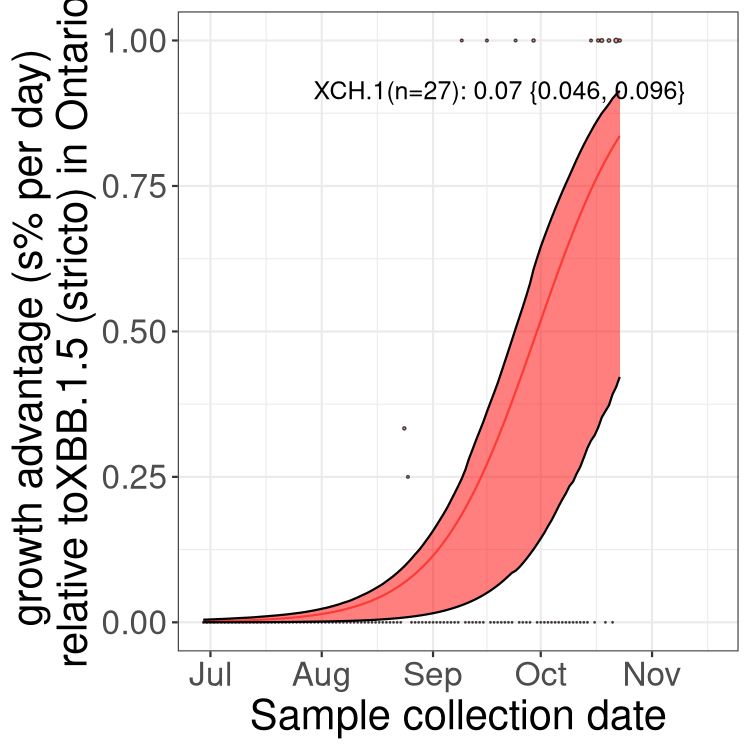 growth advantage (s% per day)
relative toXBB.1.5 (stricto) in Ontario
1.00
0.75
0.50
0.25
0.00
XCH.1(n=27): 0.07 {0.046, 0.096}
Jul Aug Sep Oct Nov
Sample collection date